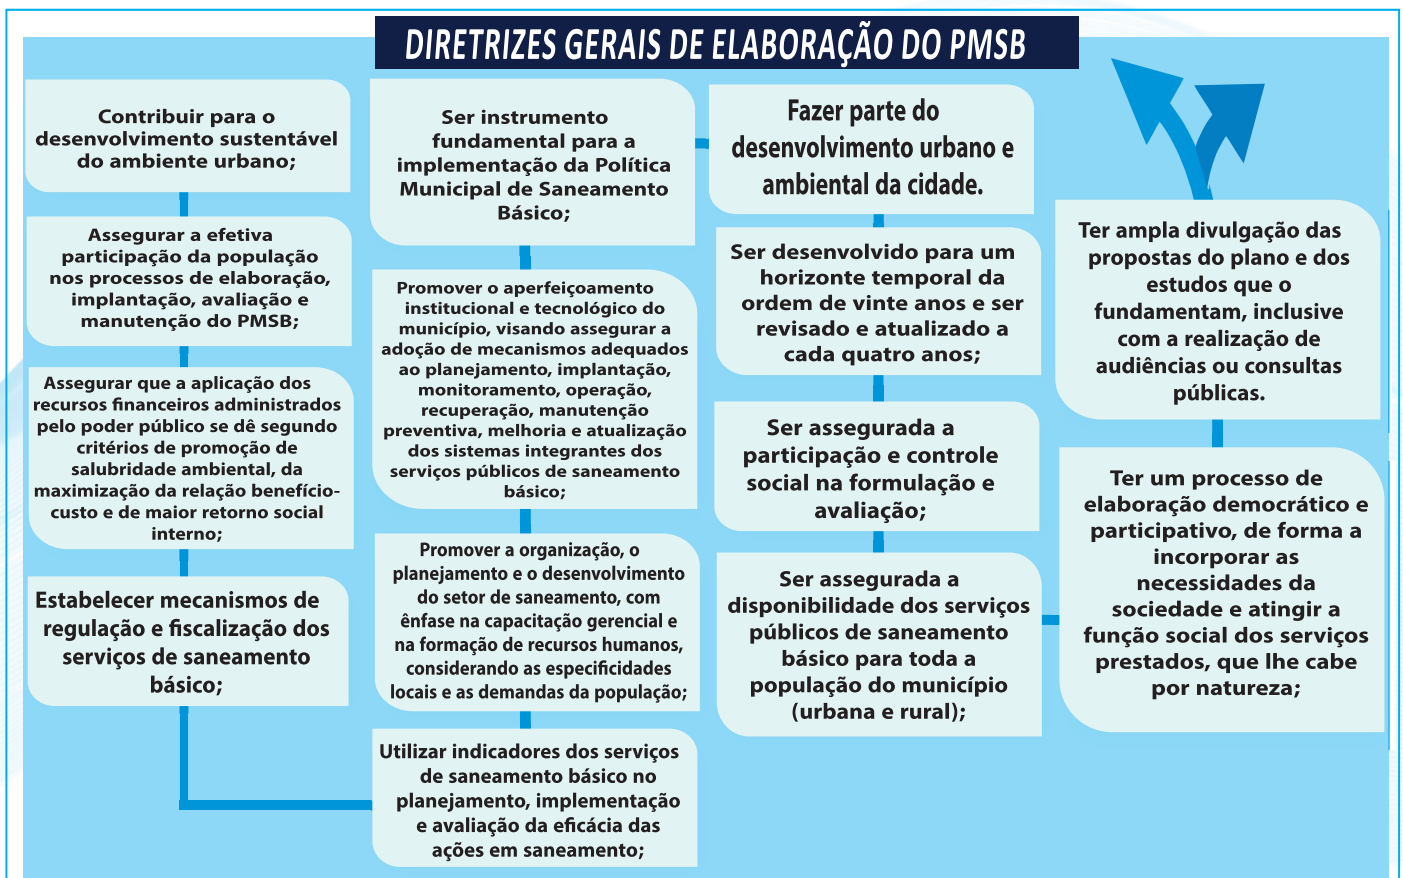 DIRETRIZES GERAIS DE ELABORAÇÃO DO PMSB
Contribuir para o
desenvolvimento sustentável
do ambiente urbano;
Assegurar a efetiva
participação da população
nos processos de elaboração,
implantação, avaliação e
manutenção do PMSB;
Assegurar que a aplicação dos
recursos financeiros administrados
pelo poder público se dê segundo
critérios de promoção de
salubridade ambiental, da
maximização da relação benefício-
custo e de maior retorno social
interno;
Estabelecer mecanismos de
regulação e fiscalização dos
serviços de saneamento
básico;
Utilizar indicadores dos serviços
de saneamento básico no
planejamento, implementação
e avaliação da eficácia das
ações em saneamento;
Promover a organização, o
planejamento e o desenvolvimento
do setor de saneamento, com
ênfase na capacitação gerencial e
na formação de recursos humanos,
considerando as especificidades
locais e as demandas da população;
Promover o aperfeiçoamento
institucional e tecnológico do
município, visando assegurar a
adoção de mecanismos adequados
ao planejamento, implantação,
monitoramento, operação,
recuperação, manutenção
preventiva, melhoria e atualização
dos sistemas integrantes dos
serviços públicos de saneamento
básico;
Ser instrumento
fundamental para a
implementação da Política
Municipal de Saneamento
Básico;
Fazer parte do
desenvolvimento urbano e
ambiental da cidade.
Ser desenvolvido para um
horizonte temporal da
ordem de vinte anos e ser
revisado e atualizado a
cada quatro anos;
Ser assegurada a
participação e controle
social na formulação e
avaliação;
Ser assegurada a
disponibilidade dos serviços
públicos de saneamento
básico para toda a
população do município
(urbana e rural);
Ter um processo de
elaboração democrático e
participativo, de forma a
incorporar as
necessidades da
sociedade e atingir a
função social dos serviços
prestados, que lhe cabe
por natureza;
Ter ampla divulgação das
propostas do plano e dos
estudos que o
fundamentam, inclusive
com a realização de
audiências ou consultas
públicas.